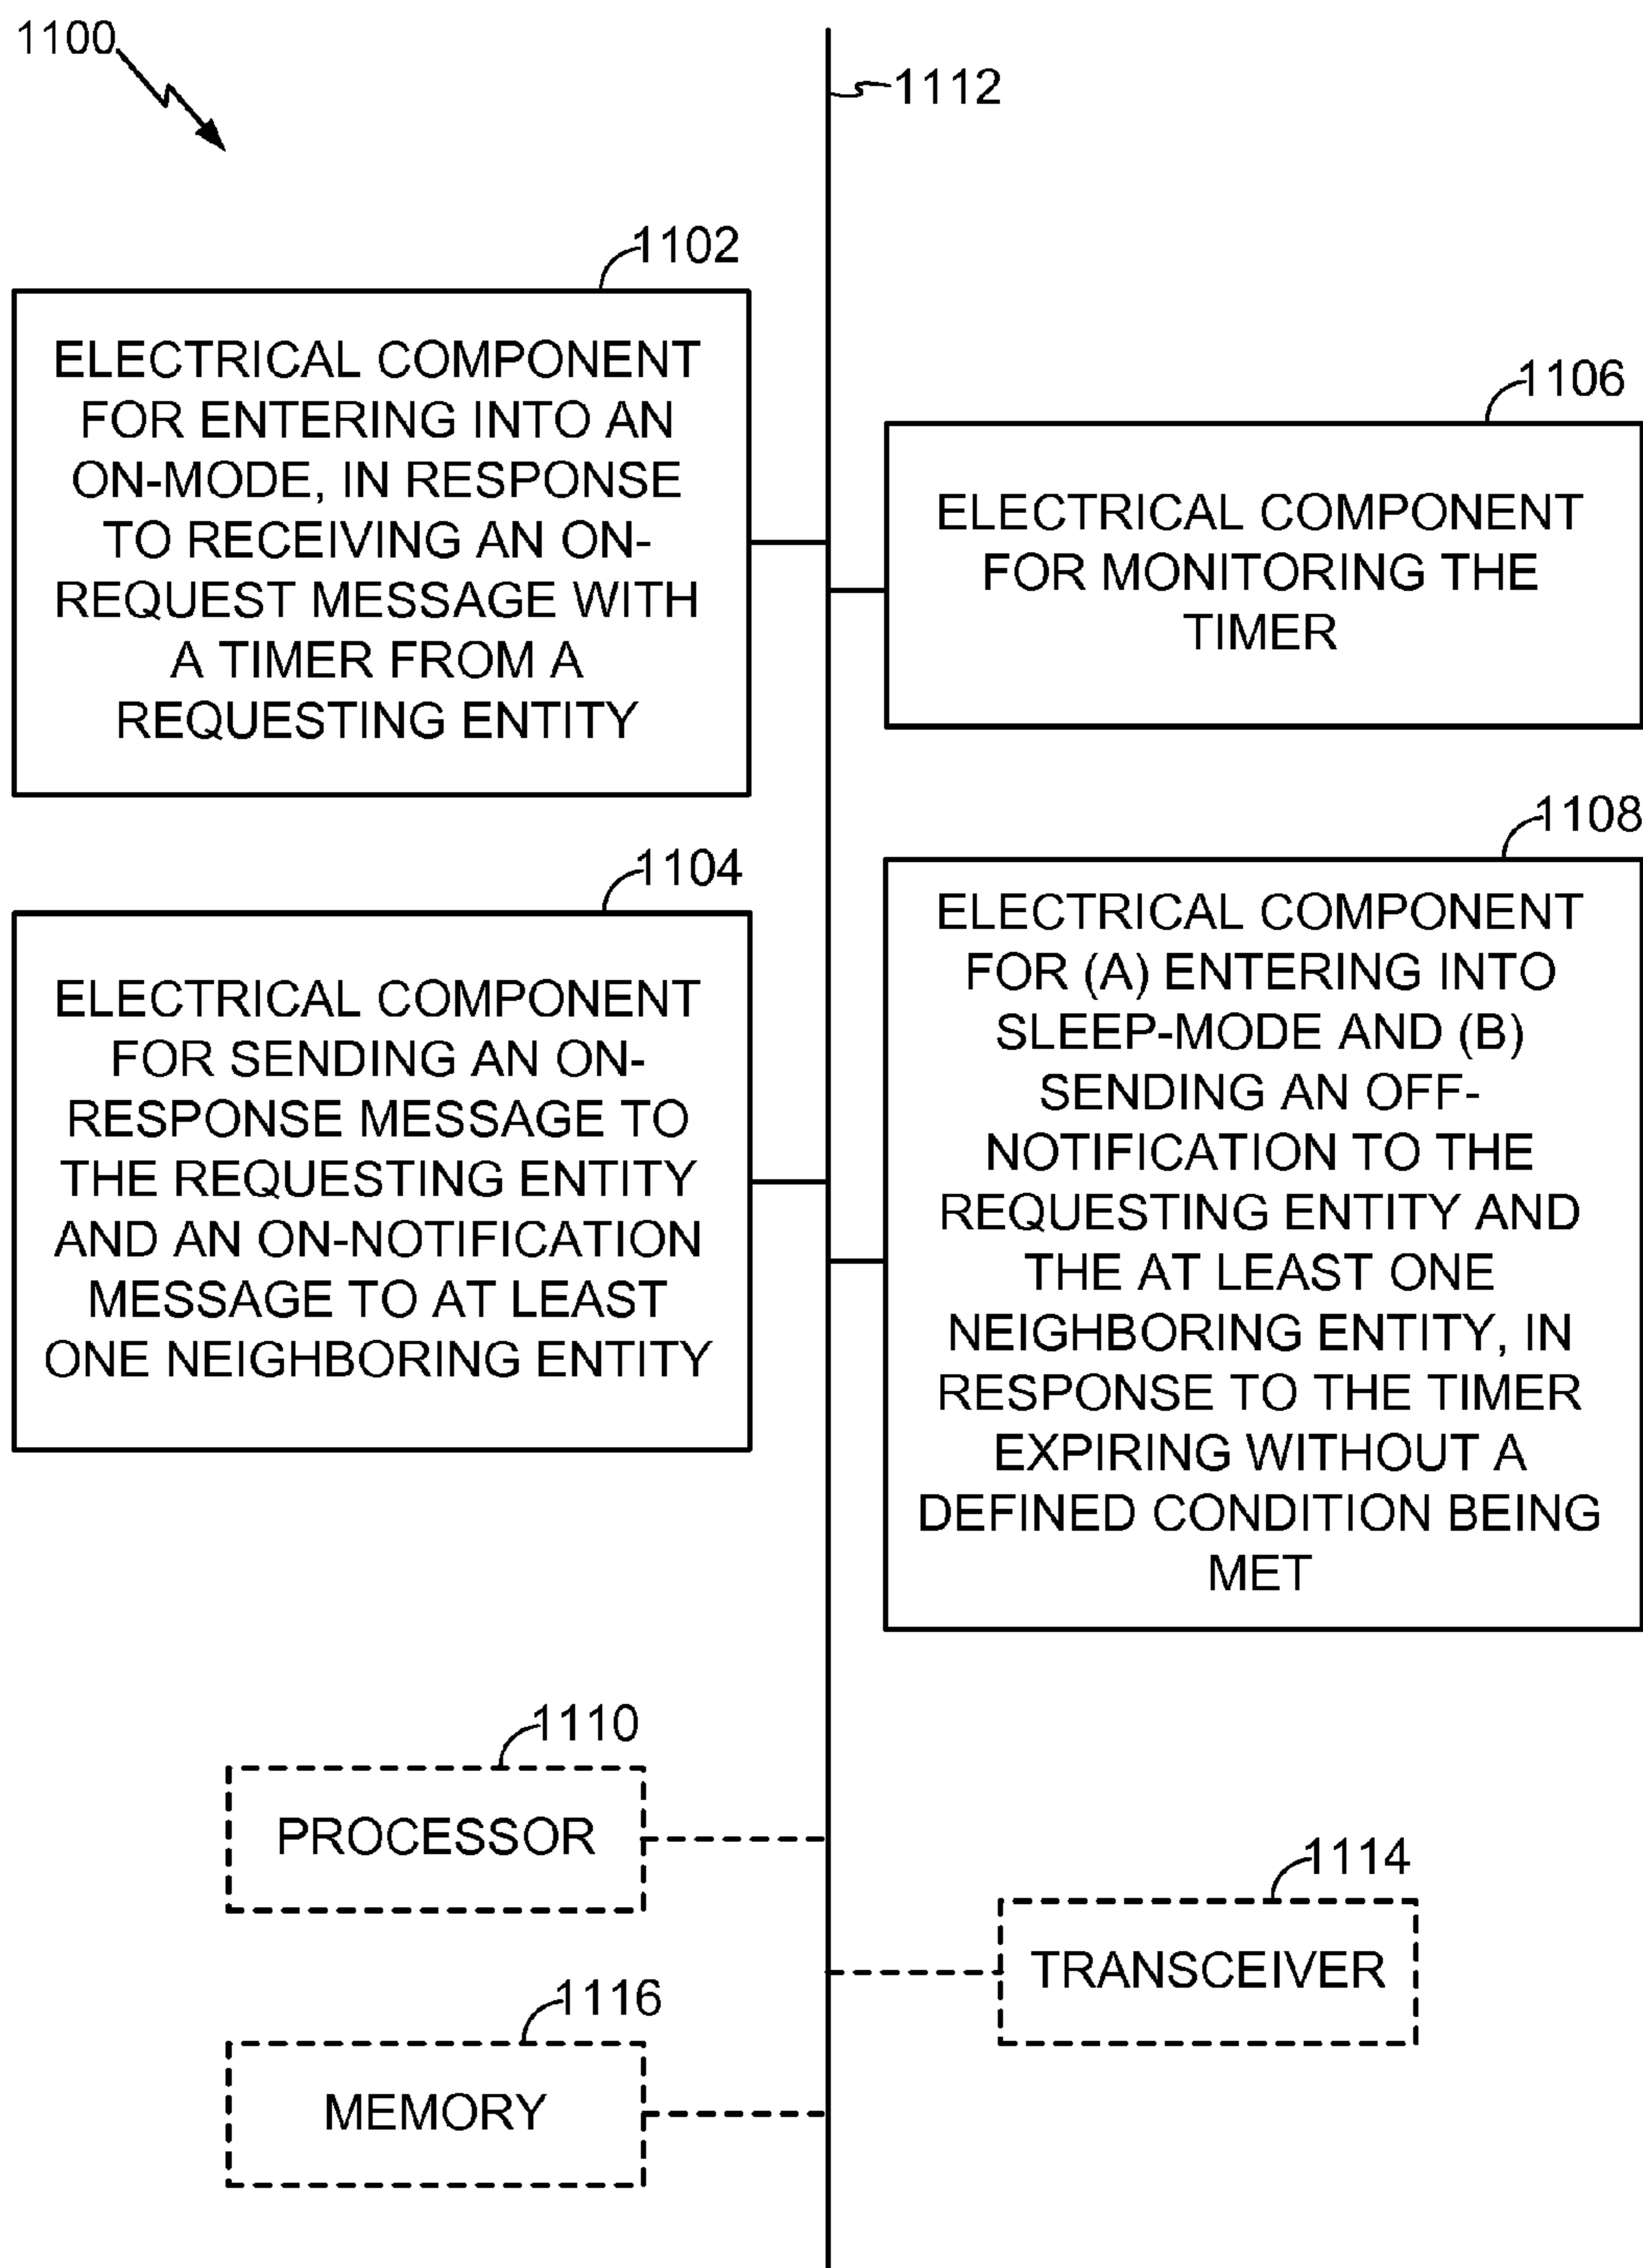 1100
1112
1102
ELECTRICAL COMPONENT
FOR ENTERING INTO AN
ON-MODE, IN RESPONSE
TO RECEIVING AN ON-
REQUEST MESSAGE WITH
A TIMER FROM A
REQUESTING ENTITY
1106
ELECTRICAL COMPONENT
FOR MONITORING THE
TIMER
1104
ELECTRICAL COMPONENT
FOR SENDING AN ON-
RESPONSE MESSAGE TO
THE REQUESTING ENTITY
AND AN ON-NOTIFICATION
MESSAGE TO AT LEAST
ONE NEIGHBORING ENTITY
1108
ELECTRICAL COMPONENT
FOR (A) ENTERING INTO
SLEEP-MODE AND (B)
SENDING AN OFF-
NOTIFICATION TO THE
REQUESTING ENTITY AND
THE AT LEAST ONE
NEIGHBORING ENTITY, IN
RESPONSE TO THE TIMER
EXPIRING WITHOUT A
DEFINED CONDITION BEING
MET
1110
PROCESSOR
1114
TRANSCEIVER
1116
MEMORY